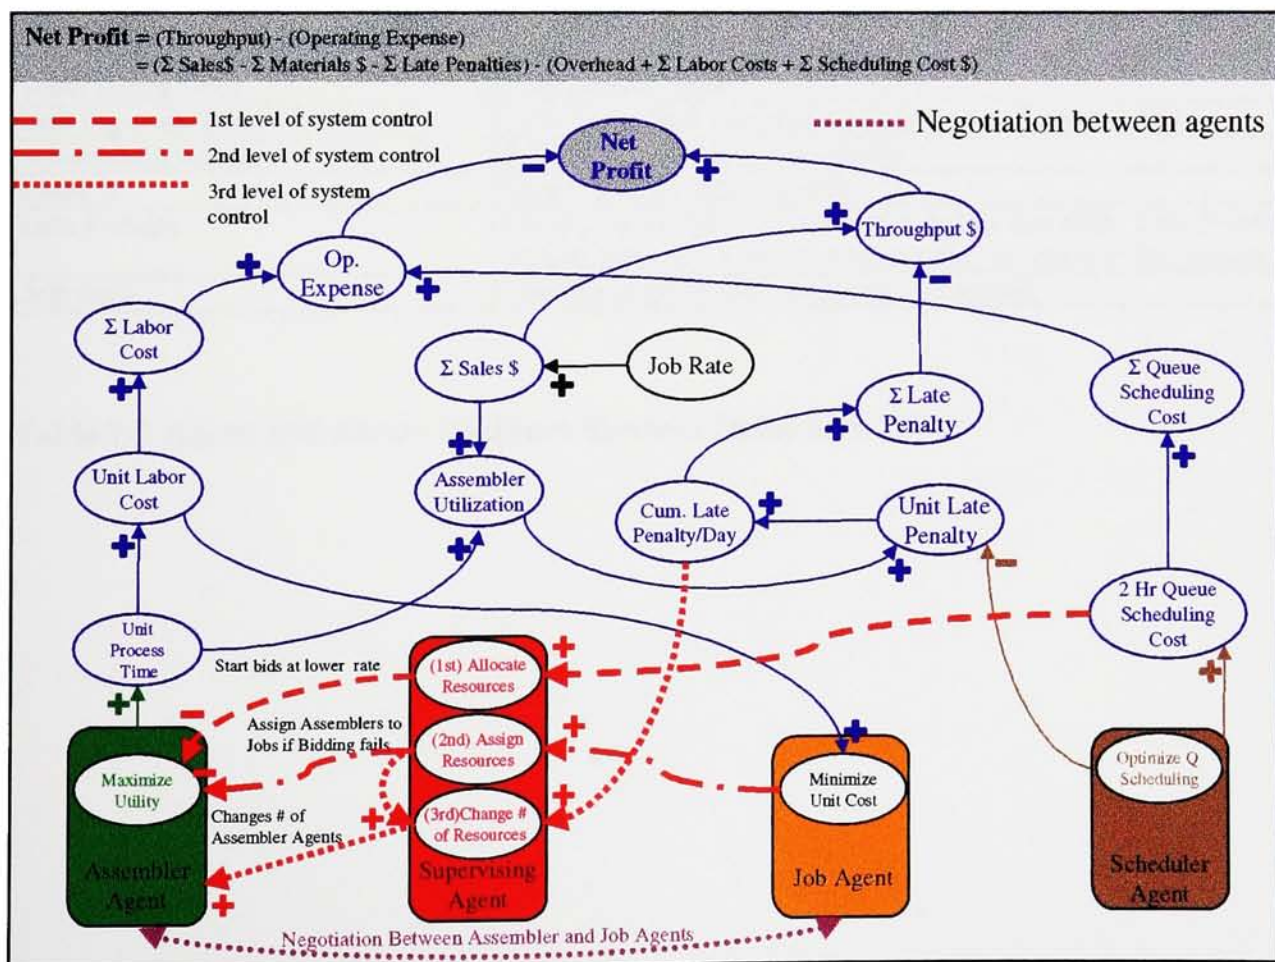 Net Profit = (Throughput) - (Operating Expense)
= (Σ Sales$ - Σ Materials $ - Σ Late Penalties) - (Overhead + Σ Labor Costs + Σ Scheduling Cost $)
1st level of system control
2nd level of system control
3rd level of system
control
Negotiation between agents
Net
Profit
Throughput $
Op.
Expense
Σ Labor
Cost
Σ Sales $
Job Rate
Σ Late
Penalty
Σ Queue
Scheduling
Cost
Unit Labor
Cost
Assembler
Utilization
Cum. Late
Penalty/Day
Unit Late
Penalty
2 Hr Queue
Scheduling
Cost
Unit
Process
Time
Start bids at lower rate
(1st) Allocate
Resources
Assign Assemblers to
Jobs if Bidding fails
(2nd) Assign
Resources
Maximize
Utility
Minimize
Unit Cost
Optimize Q
Scheduling
Changes # of
Assembler Agents
(3rd)Change #
of Resources
Assembler
Agent
Supervising
Agent
Job Agent
Scheduler
Agent
Negotiation Between Assembler and Job Agents